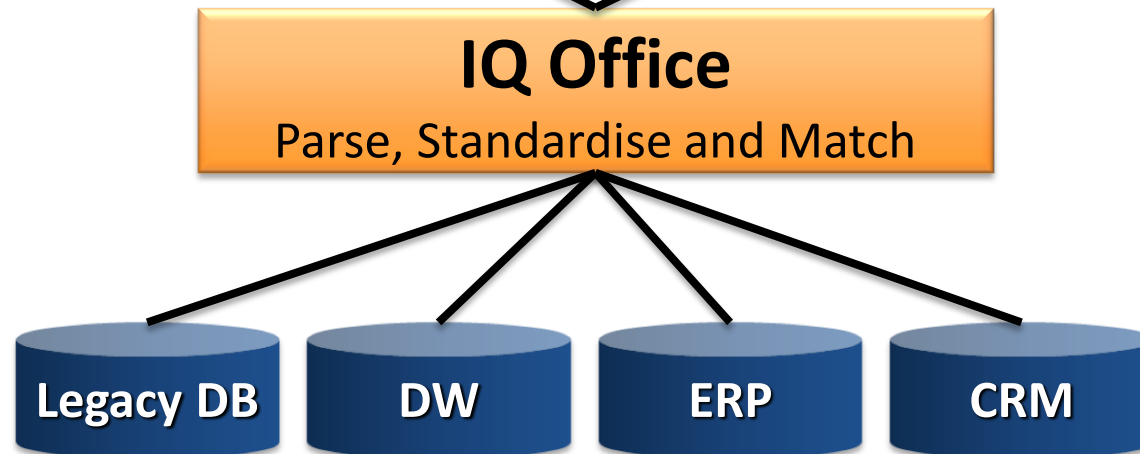 IQ Office
Parse, Standardise and Match
Legacy DB
DW
ERP
CRM